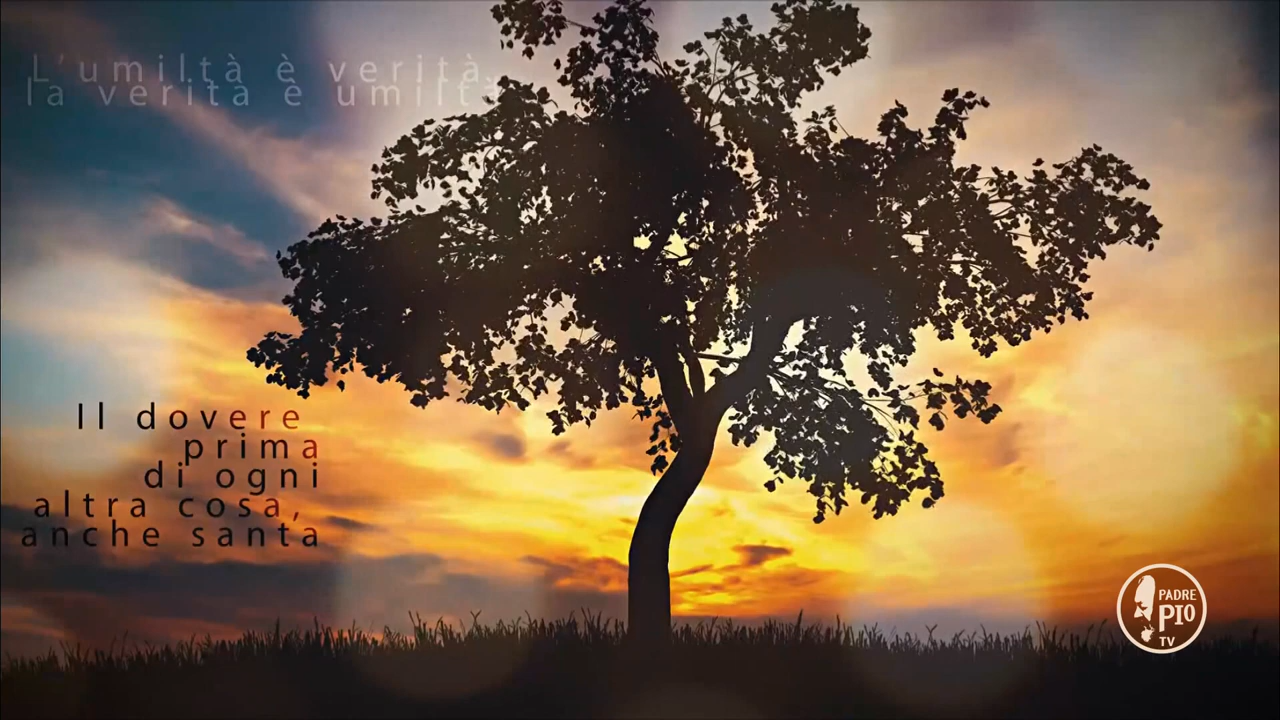 L'umiltà è verità,
la verità è umiltà
Il dovere
prima
di ogni
altra cosa,
anche santa
PADRE
PIO
TV